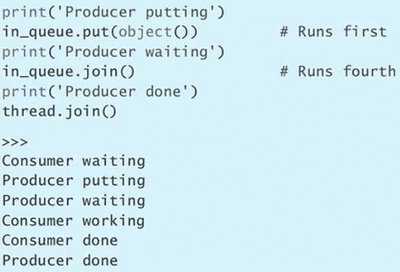 print('Producer putting')
in_queue.put(object())         # Runs first
print('Producer waiting')
in_queue.join()                # Runs fourth
print('Producer done')
thread.join()
>>>
Consumer waiting
Producer putting
Producer waiting
Consumer working
Consumer done
Producer done